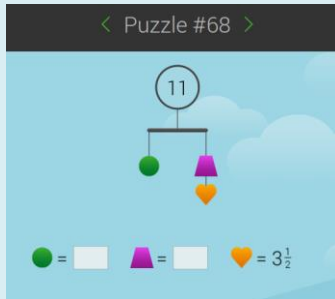 < Puzzle #68 >
11
= = = 3½